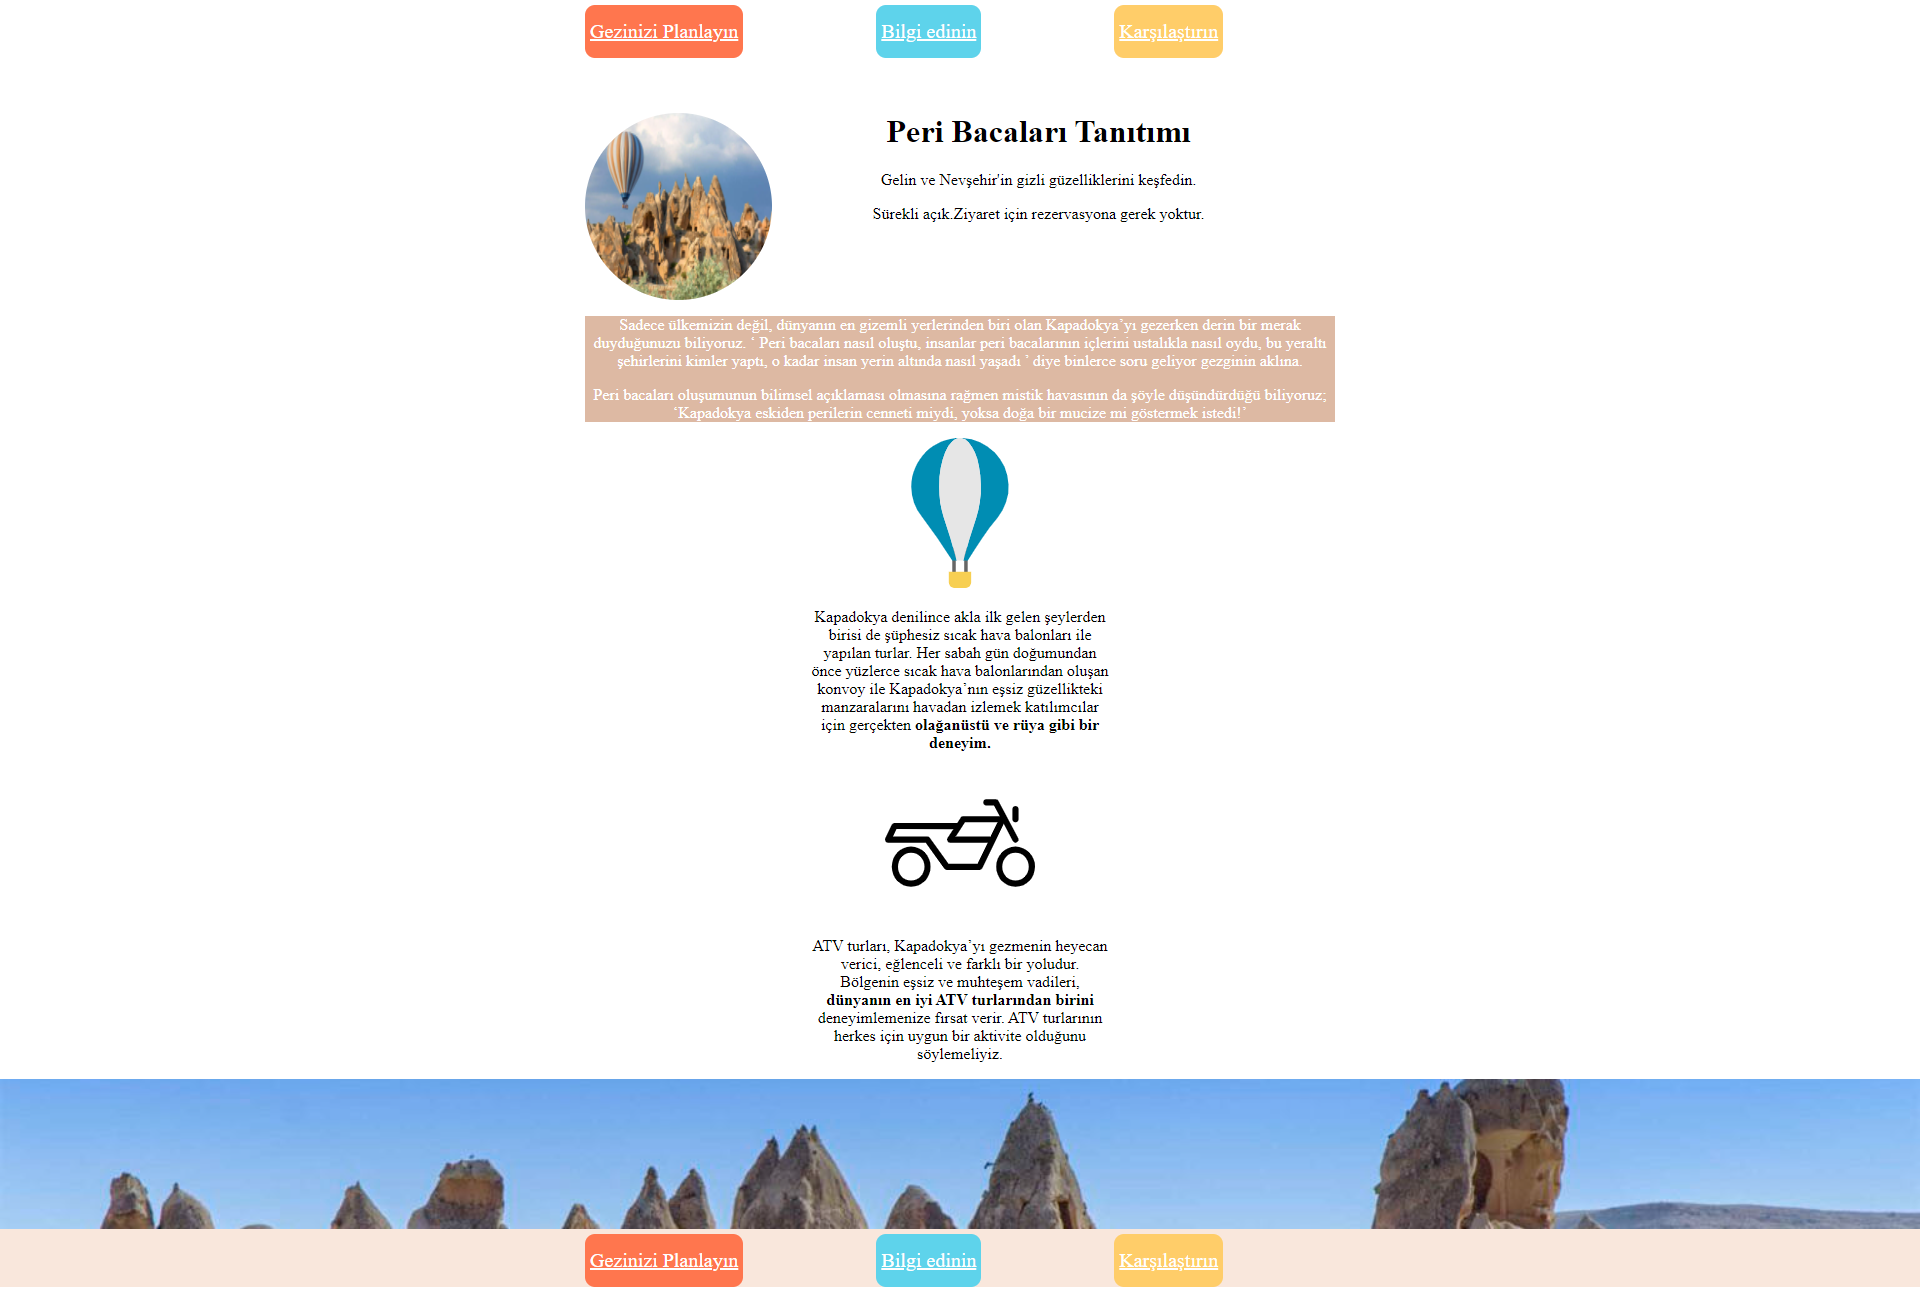 Gezinizi Planlayın
Bilgi edinin
Karşılaştırın
Peri Bacaları Tanıtımı
Gelin ve Nevşehir'in gizli güzelliklerini keşfedin.
Sürekli açık.Ziyaret için rezervasyona gerek yoktur.
Sadece ülkemizin değil, dünyanın en gizemli yerlerinden biri olan Kapadokya’yı gezerken derin bir merak
duyduğunuzu biliyoruz. ‘ Peri bacaları nasıl oluştu, insanlar peri bacalarının içlerini ustalıkla nasıl oydu, bu yeraltı
şehirlerini kimler yaptı, o kadar insan yerin altında nasıl yaşadı ’ diye binlerce soru geliyor gezginin aklına.
Peri bacaları oluşumunun bilimsel açıklaması olmasına rağmen mistik havasının da şöyle düşündürdüğü biliyoruz;
‘Kapadokya eskiden perilerin cenneti miydi, yoksa doğa bir mucize mi göstermek istedi!’
Kapadokya denilince akla ilk gelen şeylerden
birisi de şüphesiz sıcak hava balonları ile
yapılan turlar. Her sabah gün doğumundan
önce yüzlerce sıcak hava balonlarından oluşan
konvoy ile Kapadokya’nın eşsiz güzellikteki
manzaralarını havadan izlemek katılımcılar
için gerçekten olağanüstü ve rüya gibi bir
deneyim.
ATV turları, Kapadokya’yı gezmenin heyecan
verici, eğlenceli ve farklı bir yoludur.
Bölgenin eşsiz ve muhteşem vadileri,
dünyanın en iyi ATV turlarından birini
deneyimlemenize fırsat verir. ATV turlarının
herkes için uygun bir aktivite olduğunu
söylemeliyiz.
Gezinizi Planlayın
Bilgi edinin
Karşılaştırın